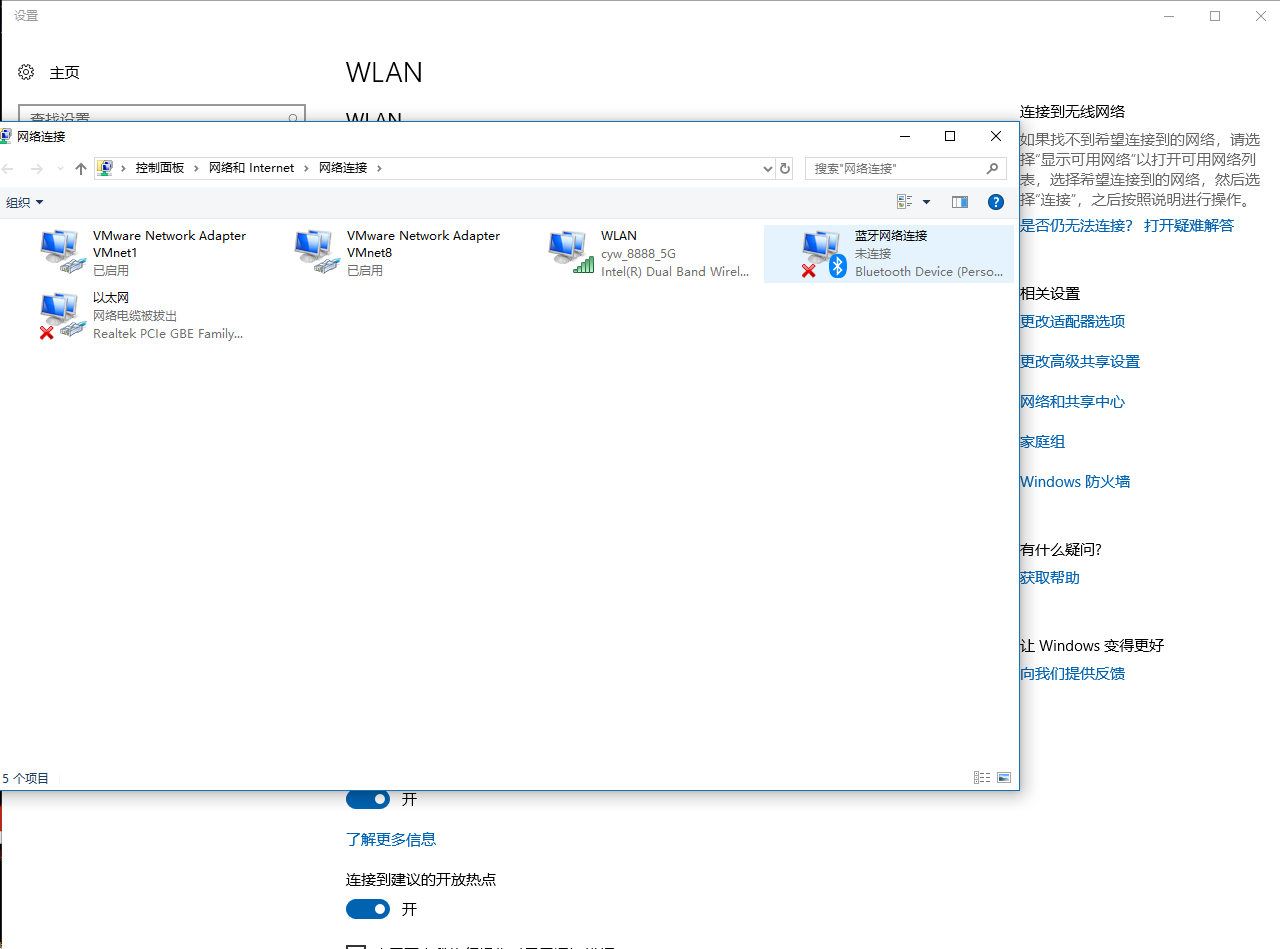 设置
主页
WLAN
查找设置
WLAN
连接到无线网络
如果找不到希望连接到的网络，请选
择“显示可用网络”以打开可用网络列
表，选择希望连接到的网络，然后选
择“连接”，之后按照说明进行操作。
是否仍无法连接？ 打开疑难解答
相关设置
更改适配器选项
更改高级共享设置
网络和共享中心
家庭组
Windows 防火墙
有什么疑问?
获取帮助
让 Windows 变得更好
向我们提供反馈
网络连接
控制面板 › 网络和 Internet › 网络连接 ›
搜索"网络连接"
组织
VMware Network Adapter
VMnet1
已启用
VMware Network Adapter
VMnet8
已启用
WLAN
cyw_8888_5G
Intel(R) Dual Band Wirel...
蓝牙网络连接
未连接
Bluetooth Device (Perso...
以太网
网络电缆被拔出
Realtek PCIe GBE Family...
5 个项目
开
了解更多信息
连接到建议的开放热点
开